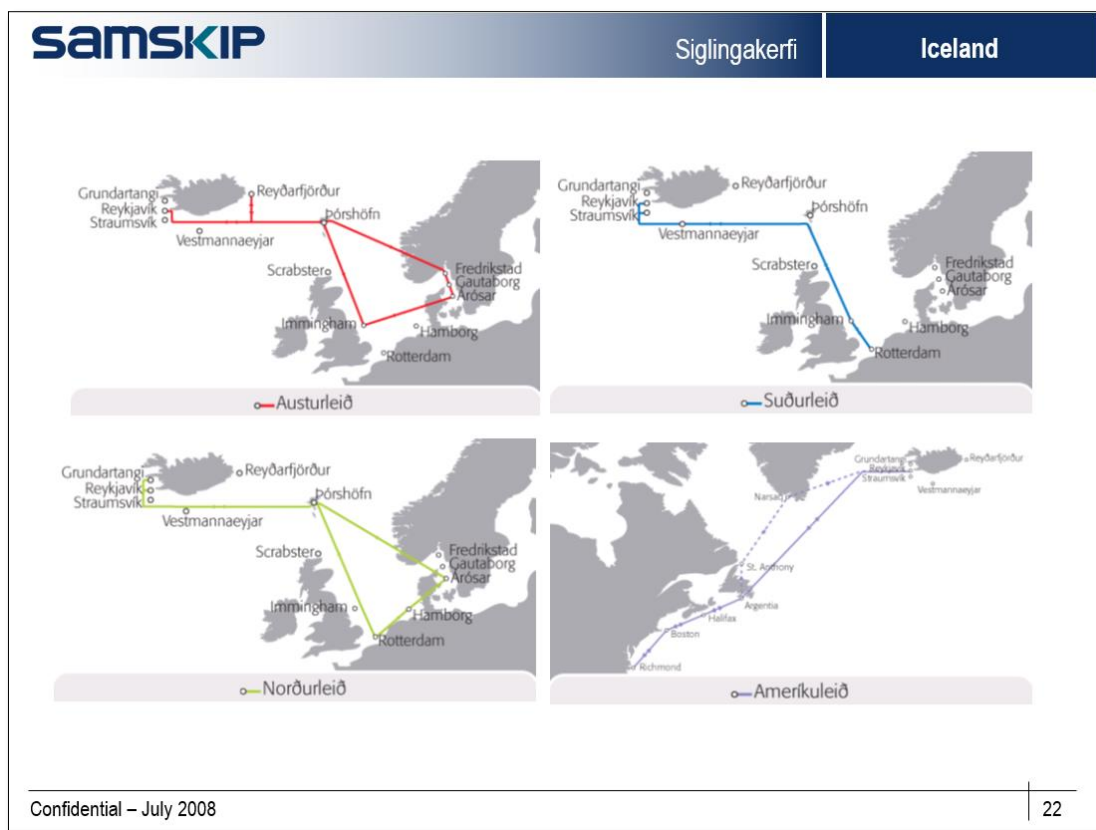 SAMSKIP
Siglingakerfi
Iceland
Grundartangi
Reykjavík
Straumsvík
Reyðarfjörður
Vestmannaeyjar
Þórshöfn
Scrabster
Fredrikstad
Gautaborg
Árósar
Immingham
Hamborg
Rotterdam
Austurleið
Grundartangi
Reykjavík
Straumsvík
Reyðarfjörður
Vestmannaeyjar
Þórshöfn
Scrabster
Fredrikstad
Gautaborg
Árósar
Immingham
Hamborg
Rotterdam
Suðurleið
Grundartangi
Reykjavík
Straumsvík
Reyðarfjörður
Vestmannaeyjar
Þórshöfn
Scrabster
Fredrikstad
Gautaborg
Árósar
Immingham
Hamborg
Rotterdam
Norðurleið
Grundartangi
Reykjavík
Straumsvík
Reyðarfjörður
Vestmannaeyjar
Narsaq
St. Anthony
Argentia
Halifax
Boston
Richmond
Ameríkuleið
Confidential – July 2008
22